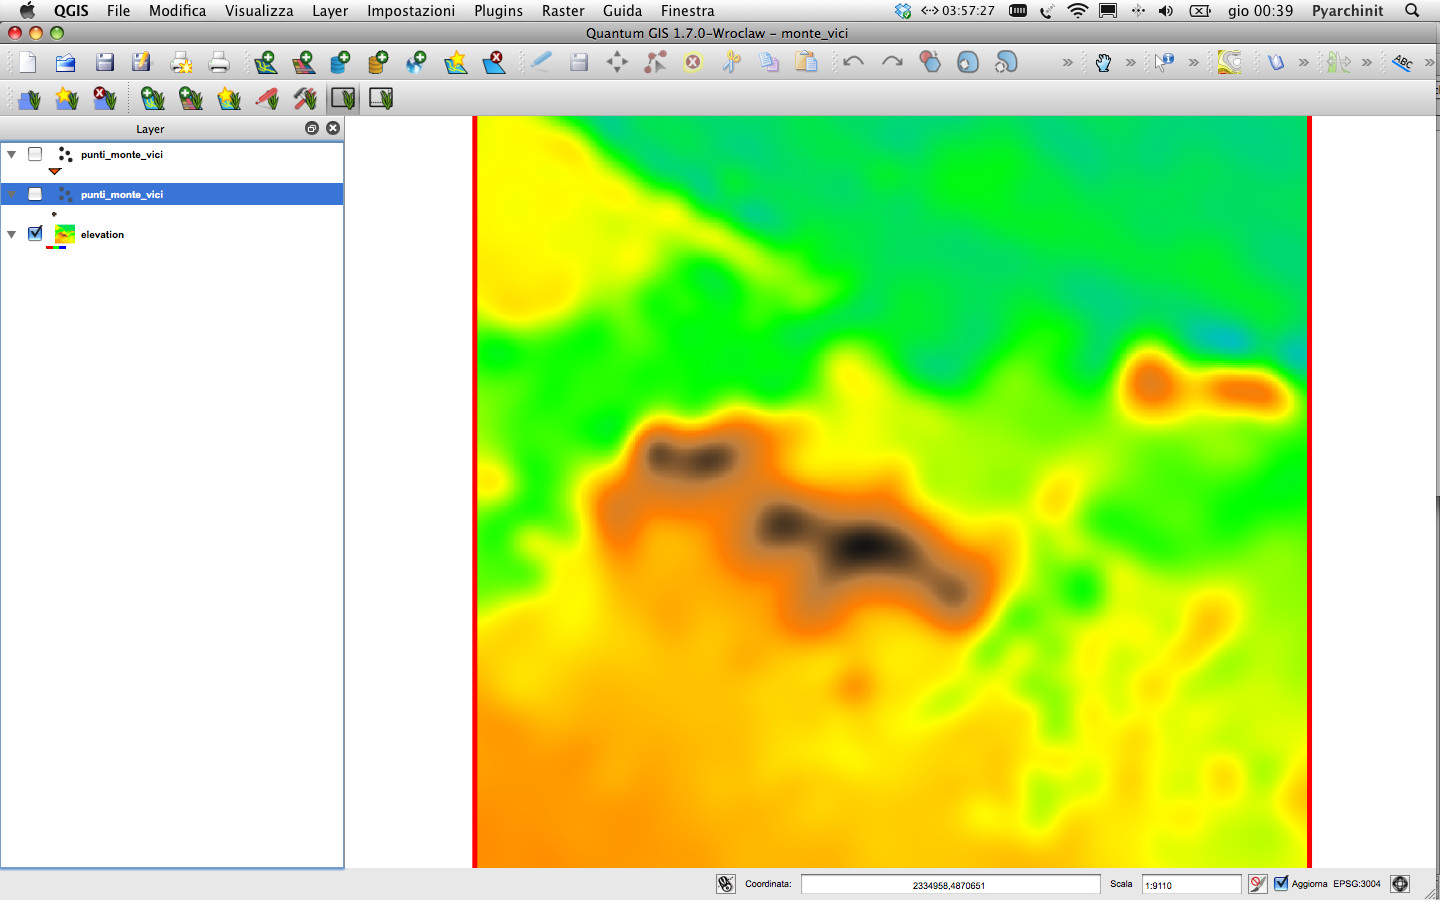 QGIS File Modifica Visualizza Layer Impostazioni Plugins Raster Guida Finestra 03:57:27 gio 00:39 Pyarchinit
Quantum GIS 1.7.0-Wroclaw - monte_vici
ABC
Layer
punti_monte_vici
punti_monte_vici
elevation
Coordinata: 2334958,4870651 Scala 1:9110 Aggiorna EPSG:3004